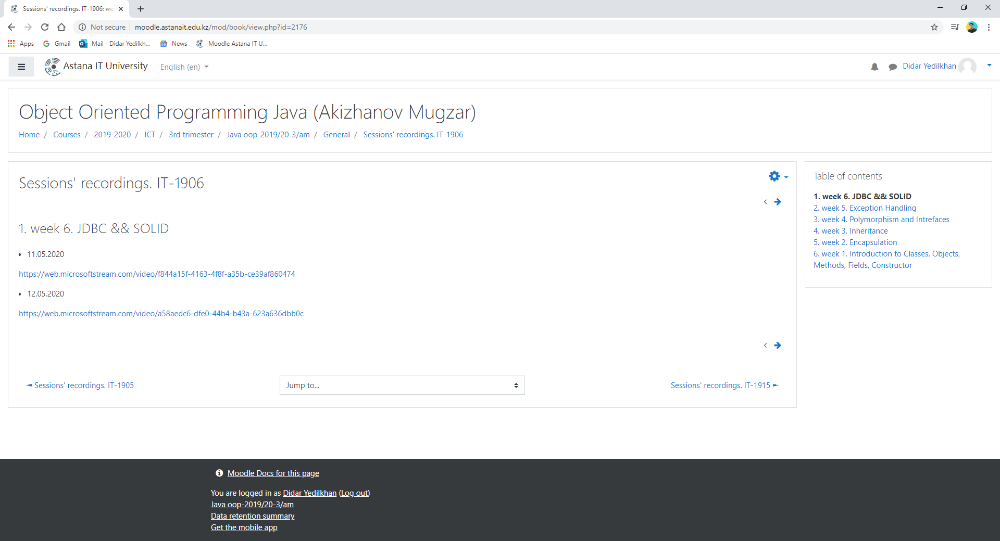 Sessions' recordings. IT-1906: we
Not secure
moodle.astanait.edu.kz/mod/book/view.php?id=2176
Apps
Gmail
Mail - Didar Yedilkh...
News
Moodle Astana IT U...
Astana IT University
English (en)
Didar Yedilkhan
Object Oriented Programming Java (Akizhanov Mugzar)
Home / Courses / 2019-2020 / ICT / 3rd trimester / Java oop-2019/20-3/am / General / Sessions' recordings. IT-1906
Sessions' recordings. IT-1906
1. week 6. JDBC && SOLID
• 11.05.2020
https://web.microsoftstream.com/video/f844a15f-4163-4f8f-a35b-ce39af860474
• 12.05.2020
https://web.microsoftstream.com/video/a58aedc6-dfe0-44b4-b43a-623a636dbb0c
◄ Sessions' recordings. IT-1905
Jump to...
Sessions' recordings. IT-1915 ►
Table of contents
1. week 6. JDBC && SOLID
2. week 5. Exception Handling
3. week 4. Polymorphism and Intrefaces
4. week 3. Inheritance
5. week 2. Encapsulation
6. week 1. Introduction to Classes, Objects,
Methods, Fields, Constructor
Moodle Docs for this page
You are logged in as Didar Yedilkhan (Log out)
Java oop-2019/20-3/am
Data retention summary
Get the mobile app